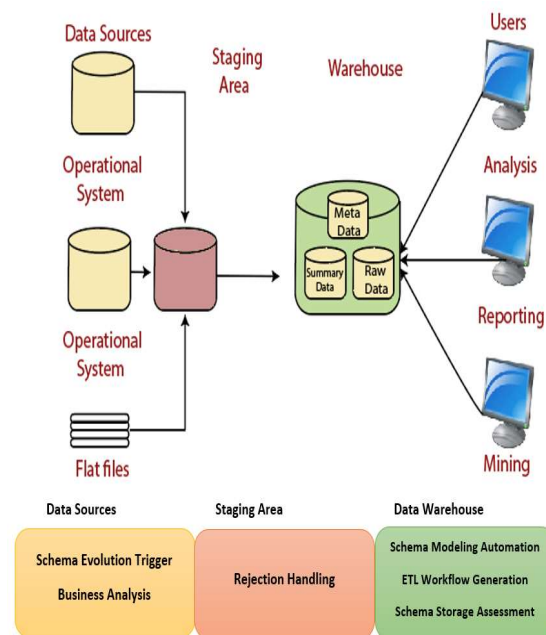 Data Sources
Staging
Area
Warehouse
Users
Operational
System
Meta
Data
Summary
Data
Raw
Data
Analysis
Operational
System
Reporting
Flat files
Mining
Data Sources
Staging Area
Data Warehouse
Schema Evolution Trigger
Business Analysis
Rejection Handling
Schema Modeling Automation
ETL Workflow Generation
Schema Storage Assessment